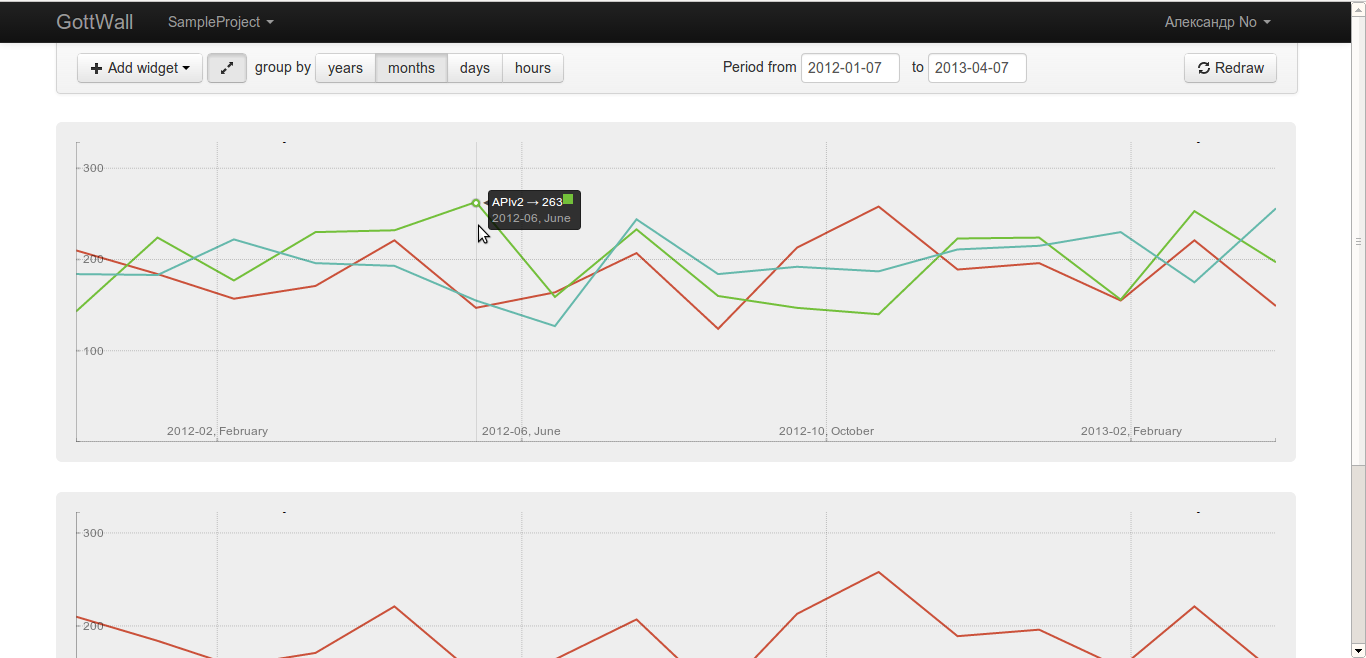 GottWall SampleProject Александр No
Add widget group by years months days hours Period from 2012-01-07 to 2013-04-07 Redraw
300
APIv2 → 263
2012-06, June
200
100
2012-02, February 2012-06, June 2012-10, October 2013-02, February
300
200